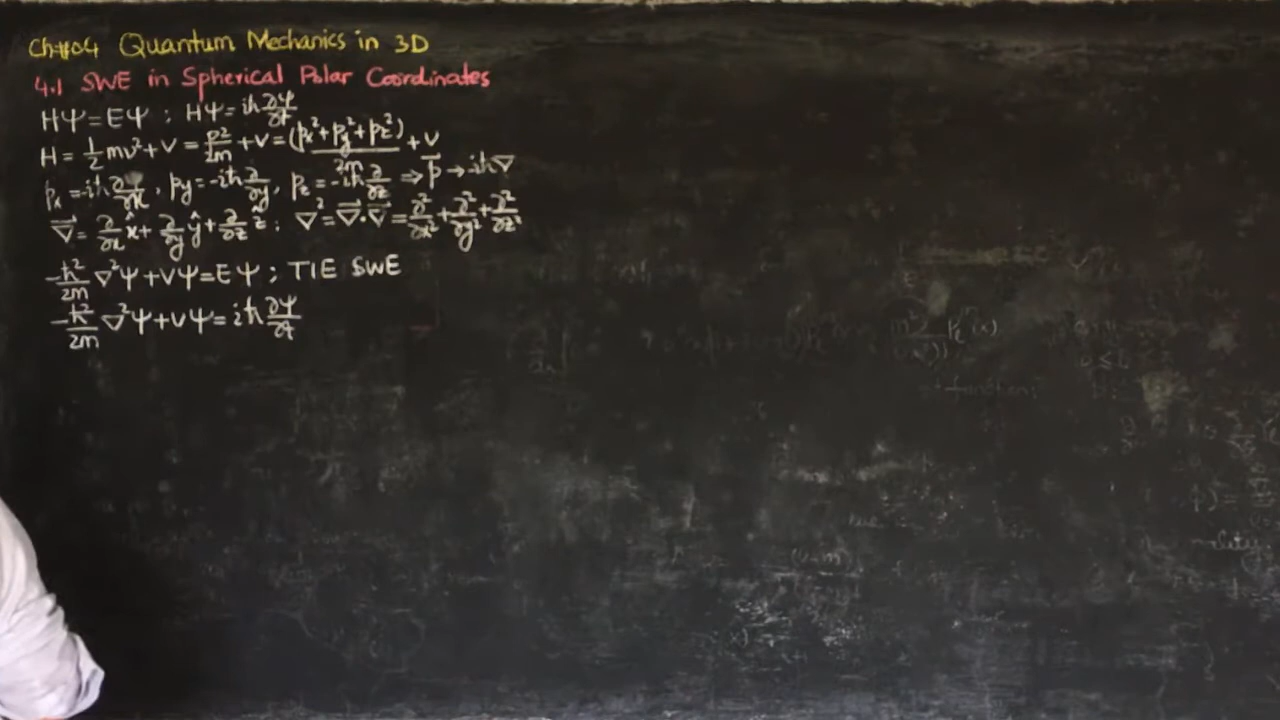 Ch#04 Quantum Mechanics in 3D
4.1 SWE in Spherical Polar Coordinates
HΨ=EΨ ; HΨ=iħ ∂Ψ/∂t
H = 1/2 mv²+V = p²/2m +V = (px²+py²+pz²)/2m +V
px =-iħ ∂/∂x, py=-iħ ∂/∂y, pz=-iħ ∂/∂z ⇒ p⃗ → -iħ∇
∇⃗ = ∂/∂x x̂+ ∂/∂y ŷ+ ∂/∂z ẑ ; ∇² = ∇⃗·∇⃗ = ∂²/∂x² + ∂²/∂y² + ∂²/∂z²
-ħ²/2m ∇²Ψ+VΨ=EΨ ; TIE SWE
-ħ²/2m ∇²Ψ+VΨ= iħ ∂Ψ/∂t